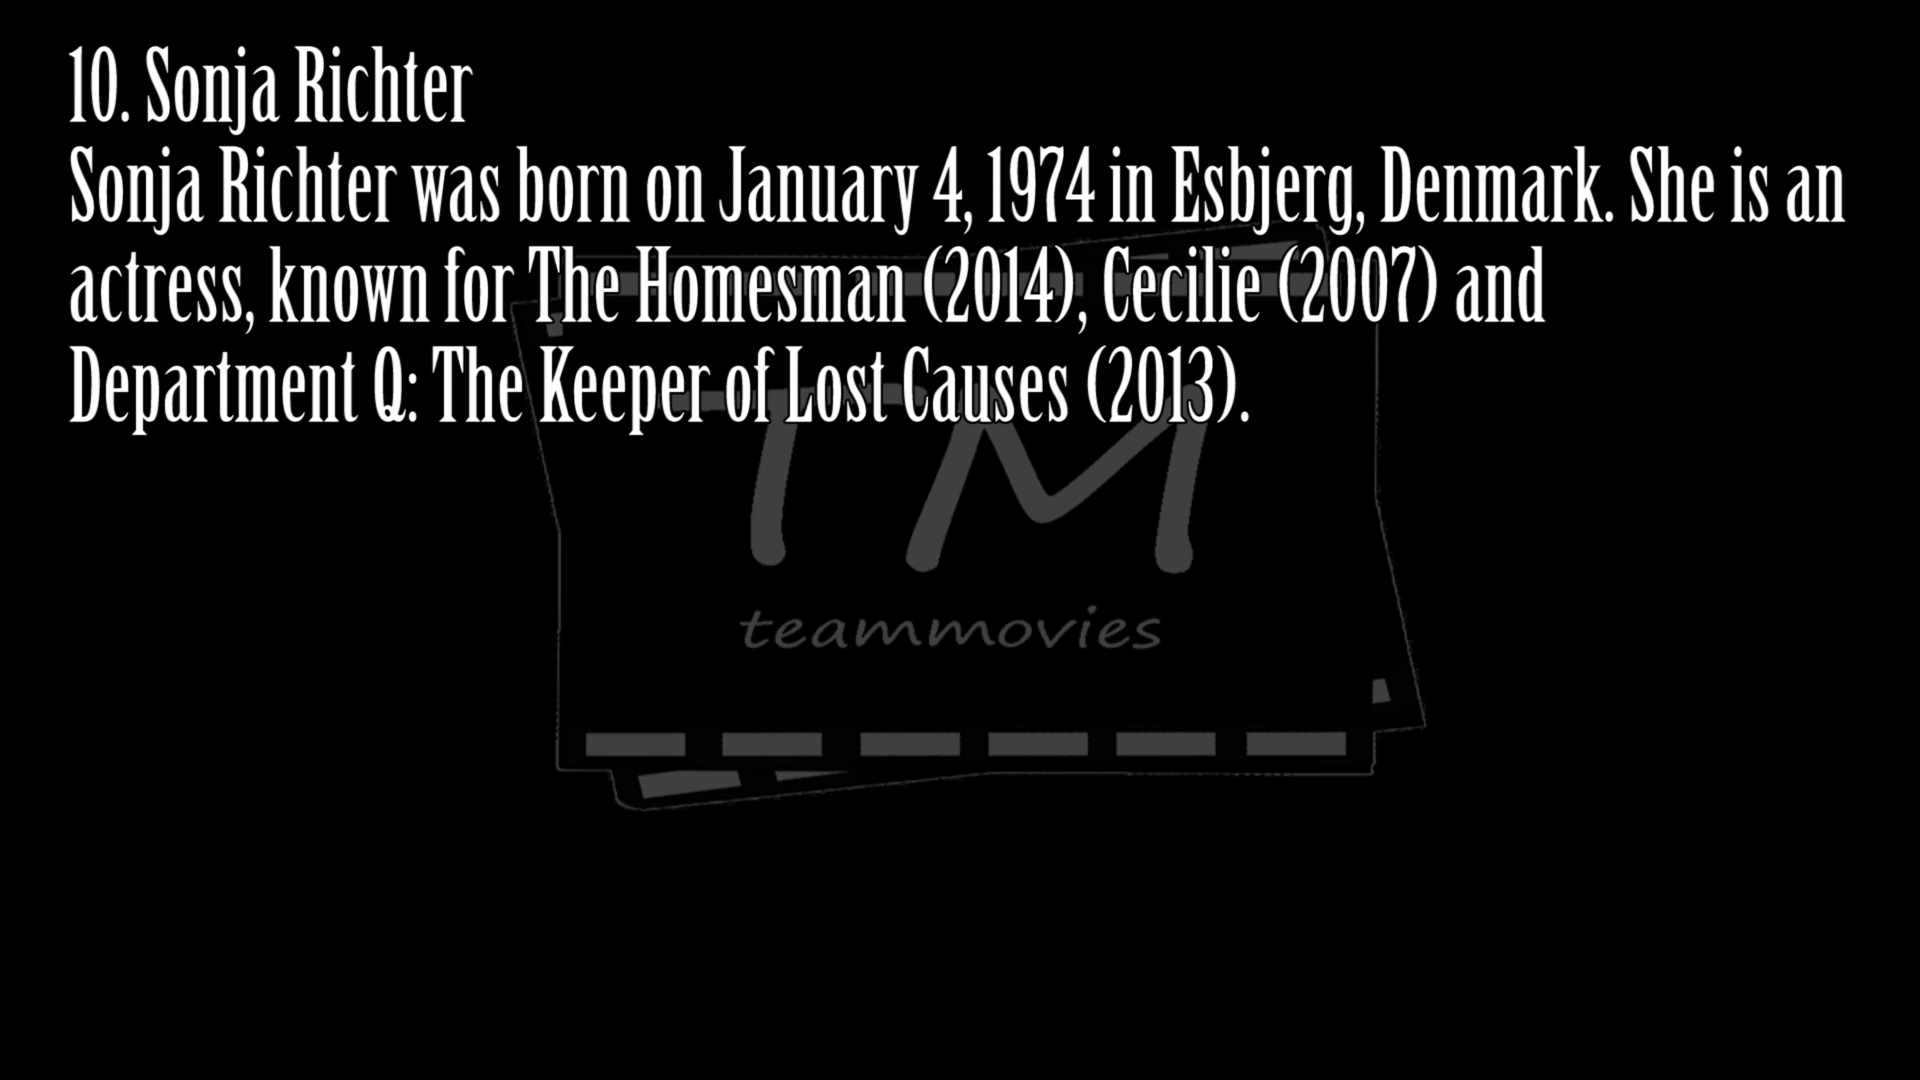 10. Sonja Richter
Sonja Richter was born on January 4, 1974 in Esbjerg, Denmark. She is an
actress, known for The Homesman (2014), Cecilie (2007) and
Department Q: The Keeper of Lost Causes (2013).
TM
teammovies